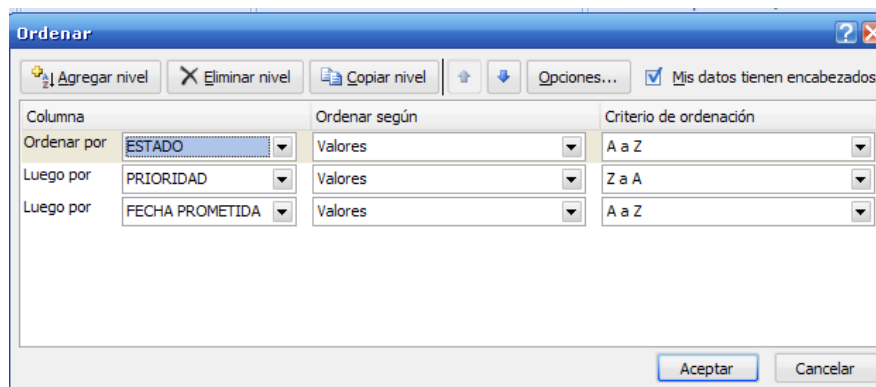 Ordenar
Agregar nivel Eliminar nivel Copiar nivel Opciones... Mis datos tienen encabezados
Columna Ordenar según Criterio de ordenación
Ordenar por ESTADO Valores A a Z
Luego por PRIORIDAD Valores Z a A
Luego por FECHA PROMETIDA Valores A a Z
Aceptar Cancelar